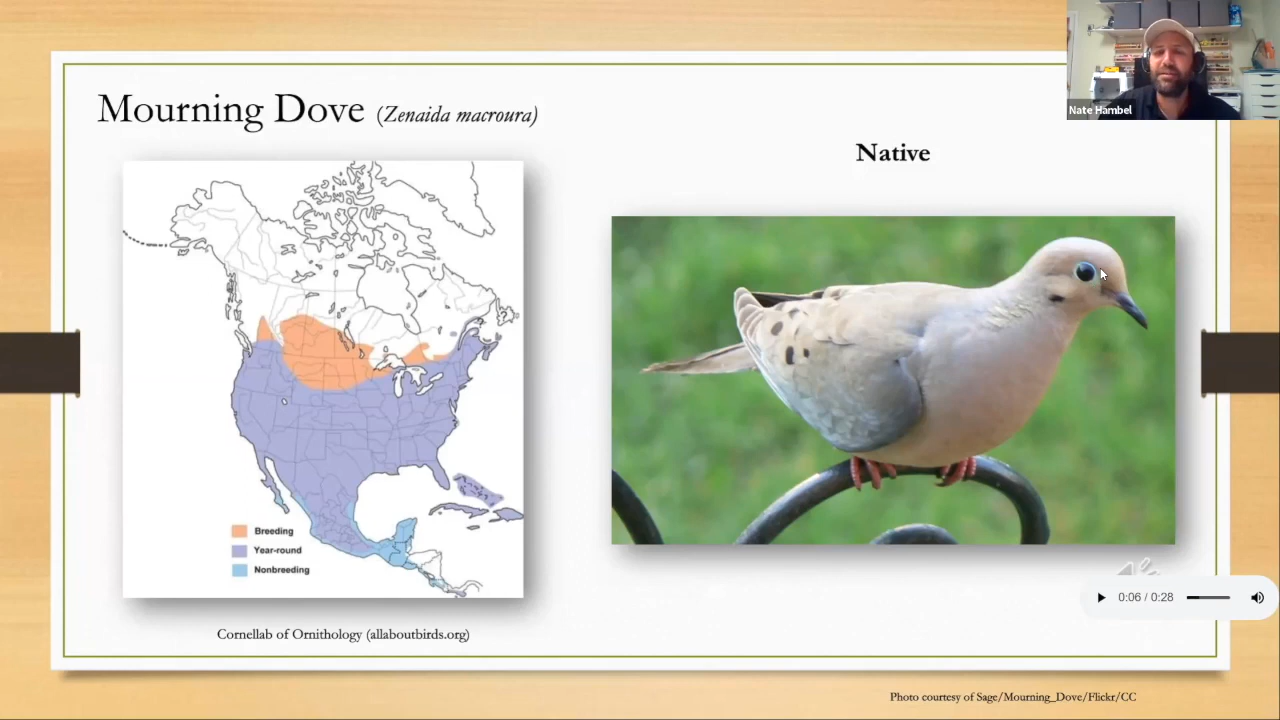 Nate Hambel
Mourning Dove (Zenaida macroura)
Native
Breeding
Year-round
Nonbreeding
0:06 / 0:28
Cornellab of Ornithology (allaboutbirds.org)
Photo courtesy of Sage/Mourning_Dove/Flickr/CC